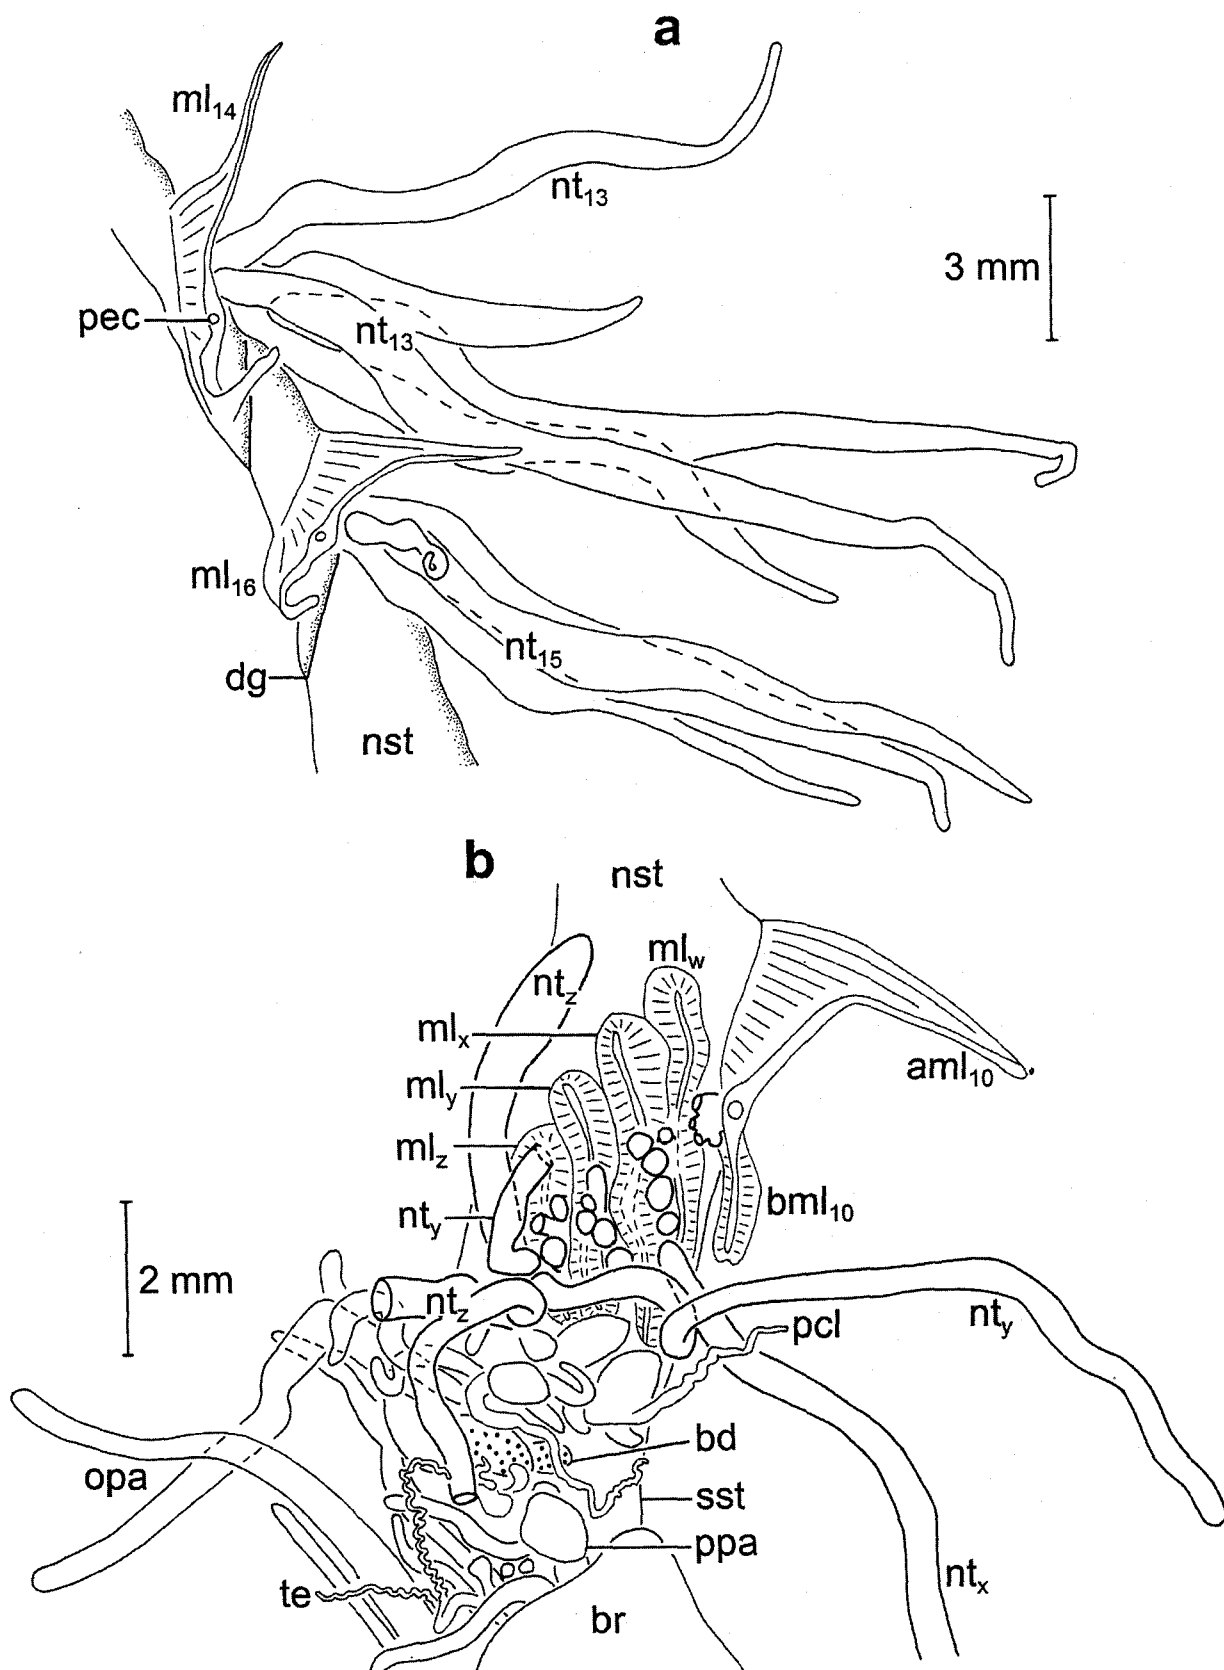 a
ml14
nt13
3 mm
pec
nt13
ml16
nt15
dg
nst
b
nst
mlw
ntz
mlx
aml10
mly
mlz
bml10
nty
2 mm
ntz
nty
pcl
bd
opa
sst
ppa
ntx
te
br